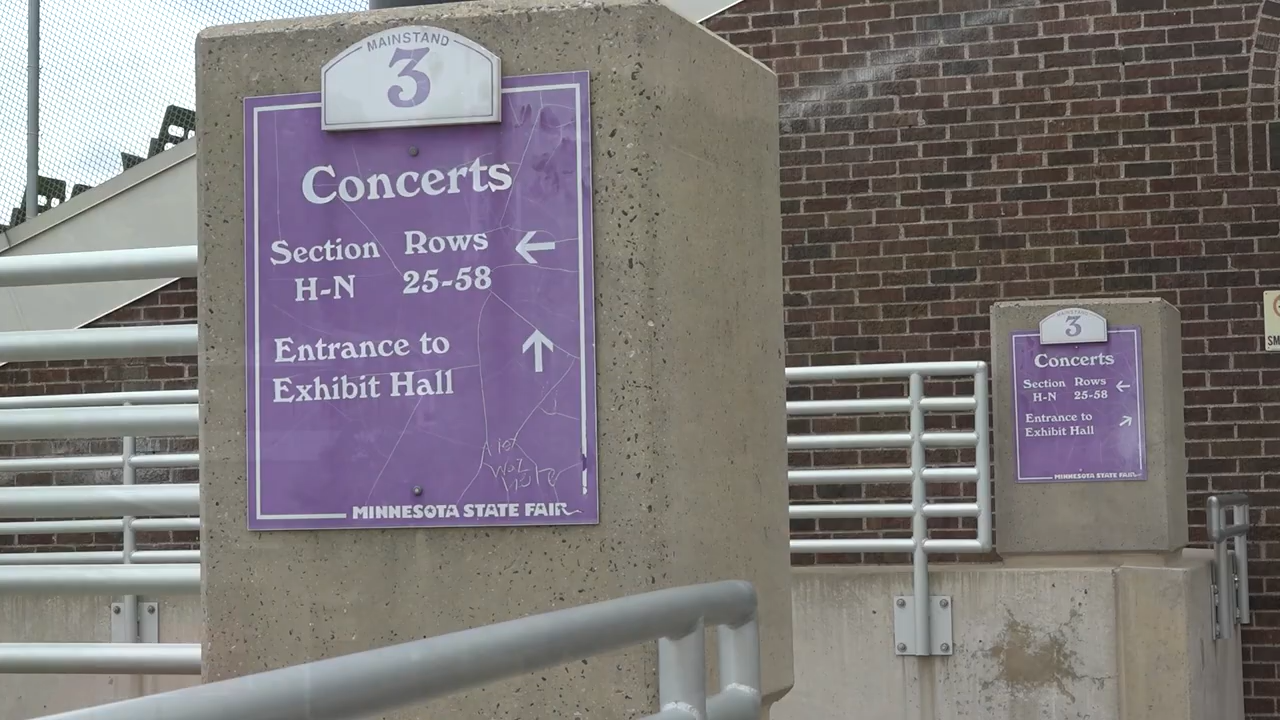 MAINSTAND
3
Concerts
Section Rows ←
H-N 25-58
Entrance to ↑
Exhibit Hall
MINNESOTA STATE FAIR
MAINSTAND
3
Concerts
Section Rows ←
H-N 25-58
Entrance to ↗
Exhibit Hall
MINNESOTA STATE FAIR
SM